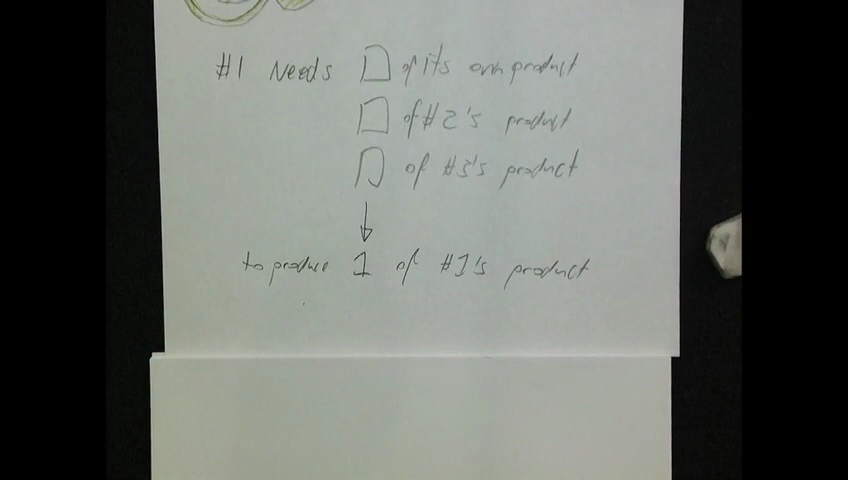 #1 Needs □ of its own product
□ of #2's product
□ of #3's product
to produce 1 of #1's product